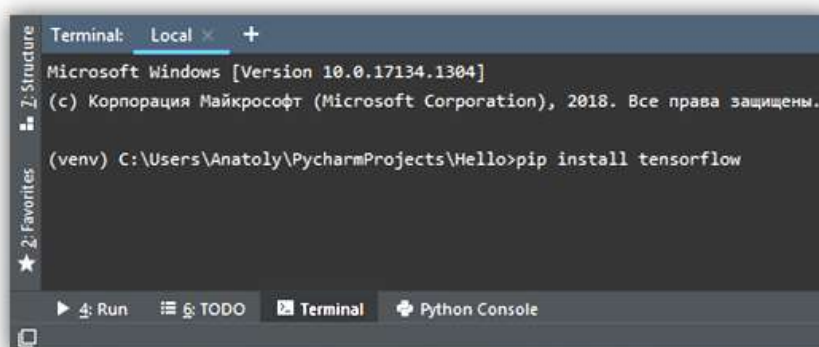 Terminal: Local × +
Microsoft Windows [Version 10.0.17134.1304]
(c) Корпорация Майкрософт (Microsoft Corporation), 2018. Все права защищены.
(venv) C:\Users\Anatoly\PycharmProjects\Hello>pip install tensorflow
Z: Structure
2: Favorites
4: Run 6: TODO Terminal Python Console